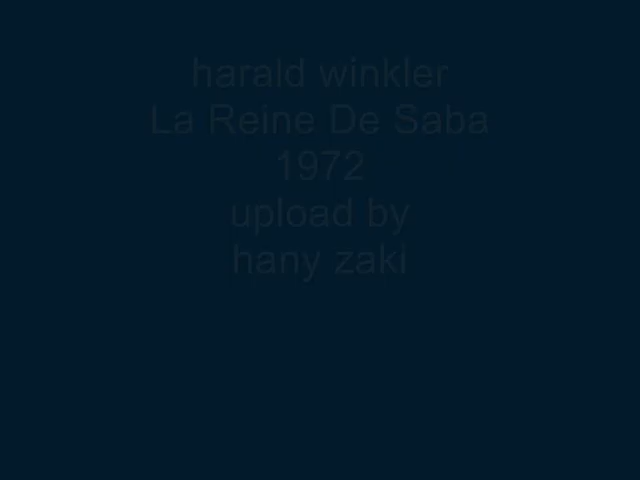 harald winkler
La Reine De Saba
1972
upload by
hany zaki